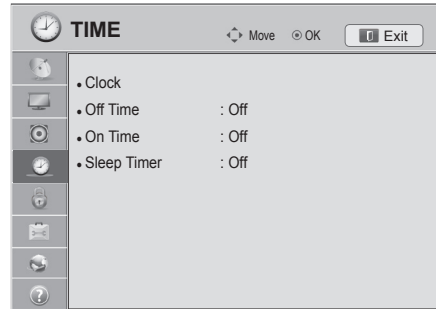 TIME Move OK Exit
• Clock
• Off Time : Off
• On Time : Off
• Sleep Timer : Off
?